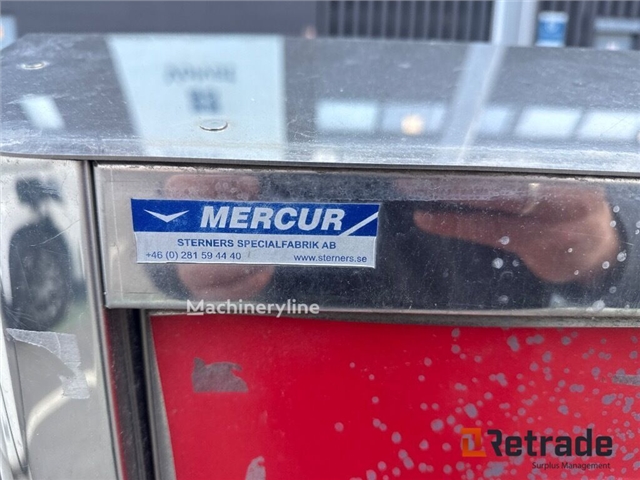 MERCUR
STERNERS SPECIALFABRIK AB
+46 (0) 281 59 44 40 www.sterners.se
Machineryline
Retrade
Surplus Management